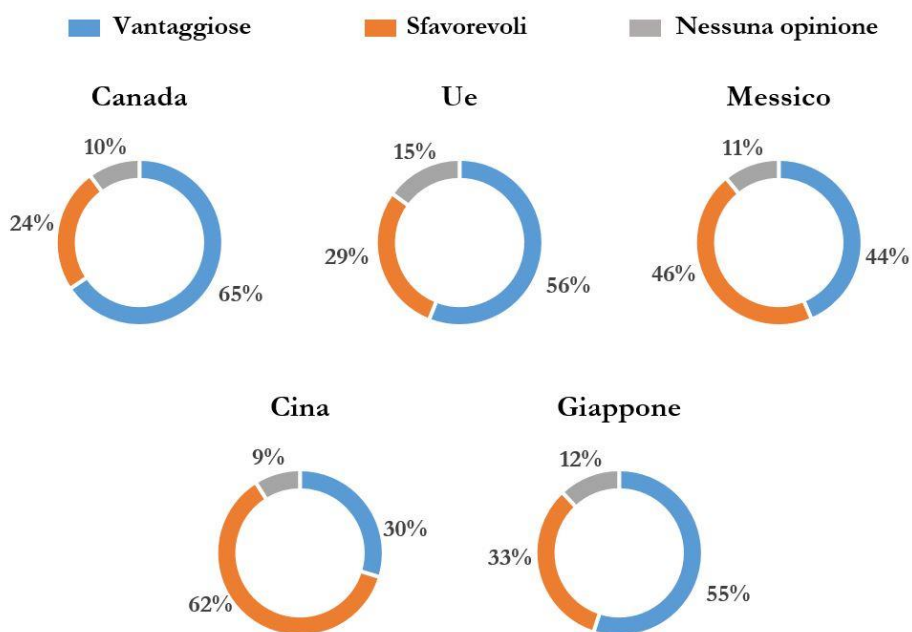 Vantaggiose Sfavorevoli Nessuna opinione
Canada Ue Messico
10% 15% 11%
24% 29% 44%
46%
65% 56%
Cina Giappone
9% 12%
30%
33%
62% 55%